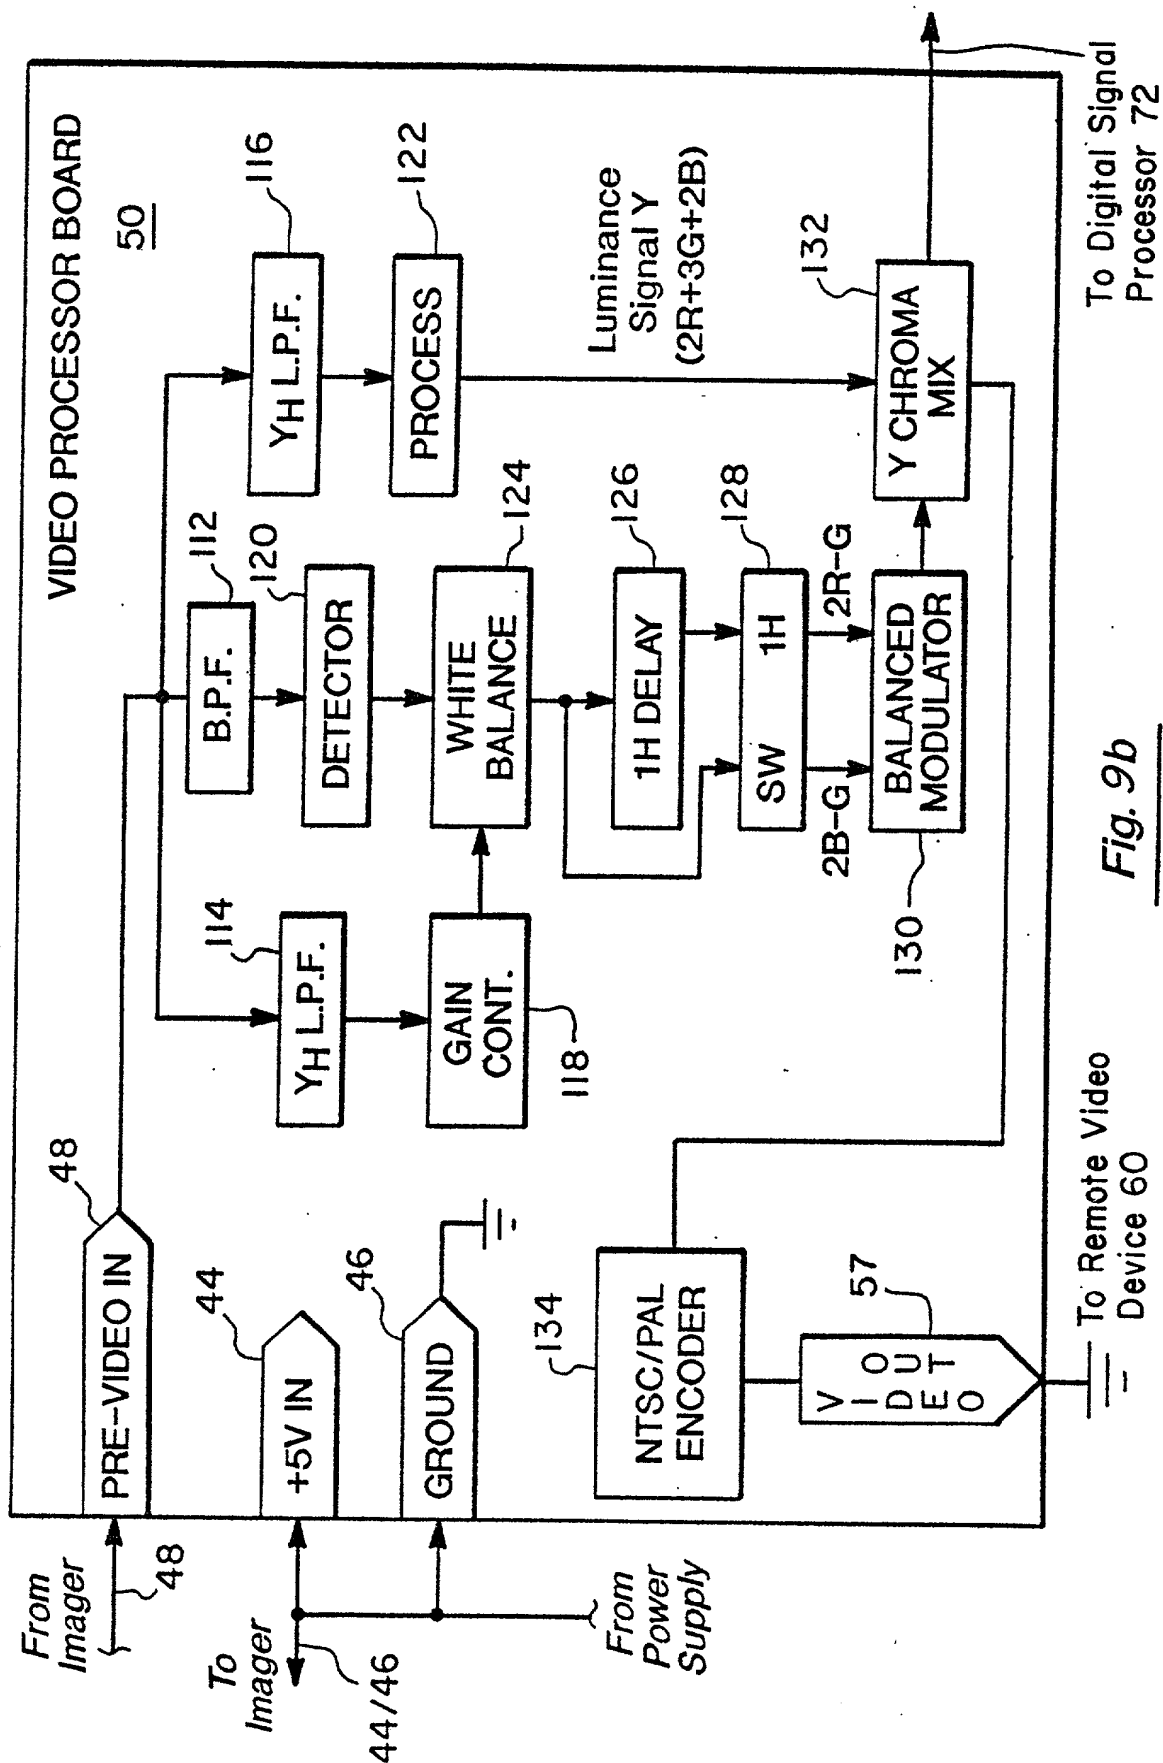 VIDEO PROCESSOR BOARD
50
From
Imager
48
PRE-VIDEO IN
48
To
Imager
44/46
+5V IN
44
GROUND
46
From
Power
Supply
112
B.P.F.
114
YH L.P.F.
116
YH L.P.F.
120
DETECTOR
122
PROCESS
GAIN
CONT.
118
WHITE
BALANCE
124
Luminance
Signal Y
(2R+3G+2B)
1H DELAY
126
SW 1H
128
2B-G
2R-G
BALANCED
MODULATOR
130
Y CHROMA
MIX
132
NTSC/PAL
ENCODER
134
VIDEO
OUT
57
To Remote Video
Device 60
To Digital Signal
Processor 72
Fig. 9b